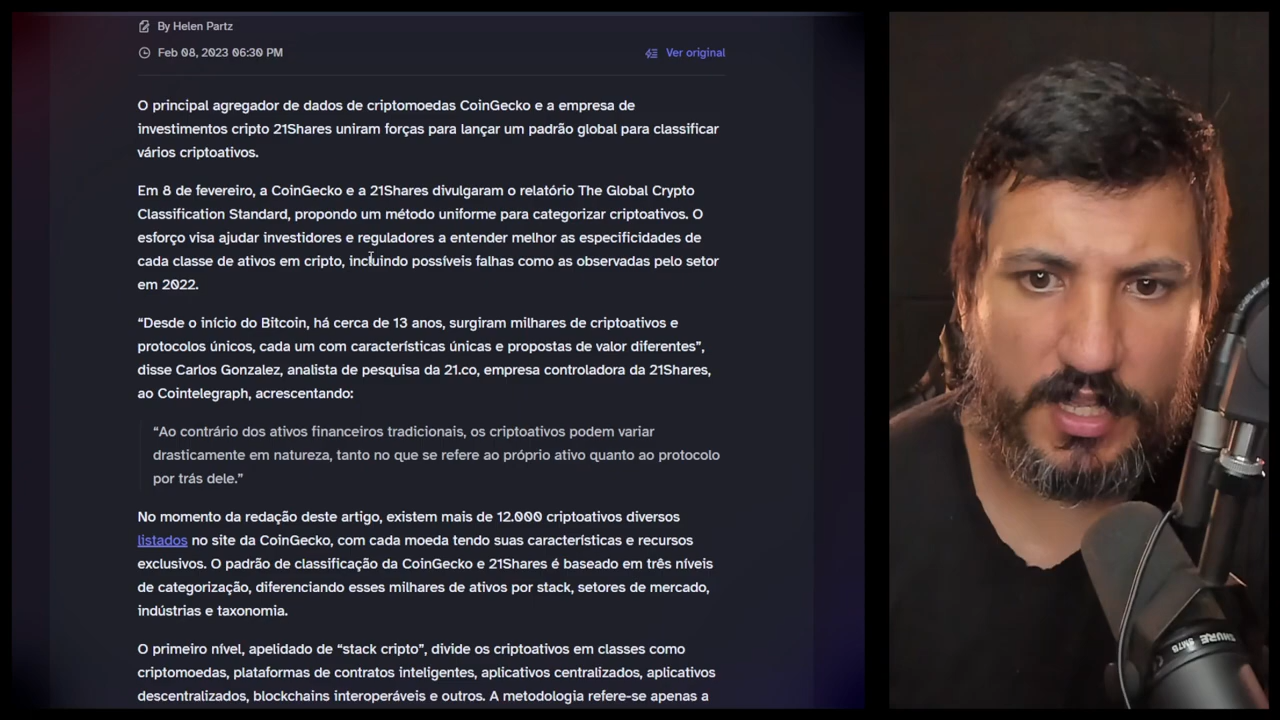 By Helen Partz
Feb 08, 2023 06:30 PM
Ver original
O principal agregador de dados de criptomoedas CoinGecko e a empresa de
investimentos cripto 21Shares uniram forças para lançar um padrão global para classificar
vários criptoativos.
Em 8 de fevereiro, a CoinGecko e a 21Shares divulgaram o relatório The Global Crypto
Classification Standard, propondo um método uniforme para categorizar criptoativos. O
esforço visa ajudar investidores e reguladores a entender melhor as especificidades de
cada classe de ativos em cripto, incluindo possíveis falhas como as observadas pelo setor
em 2022.
“Desde o início do Bitcoin, há cerca de 13 anos, surgiram milhares de criptoativos e
protocolos únicos, cada um com características únicas e propostas de valor diferentes”,
disse Carlos Gonzalez, analista de pesquisa da 21.co, empresa controladora da 21Shares,
ao Cointelegraph, acrescentando:
“Ao contrário dos ativos financeiros tradicionais, os criptoativos podem variar
drasticamente em natureza, tanto no que se refere ao próprio ativo quanto ao protocolo
por trás dele.”
No momento da redação deste artigo, existem mais de 12.000 criptoativos diversos
listados no site da CoinGecko, com cada moeda tendo suas características e recursos
exclusivos. O padrão de classificação da CoinGecko e 21Shares é baseado em três níveis
de categorização, diferenciando esses milhares de ativos por stack, setores de mercado,
indústrias e taxonomia.
O primeiro nível, apelidado de “stack cripto”, divide os criptoativos em classes como
criptomoedas, plataformas de contratos inteligentes, aplicativos centralizados, aplicativos
descentralizados, blockchains interoperáveis e outros. A metodologia refere-se apenas a
SHURE
SM7B